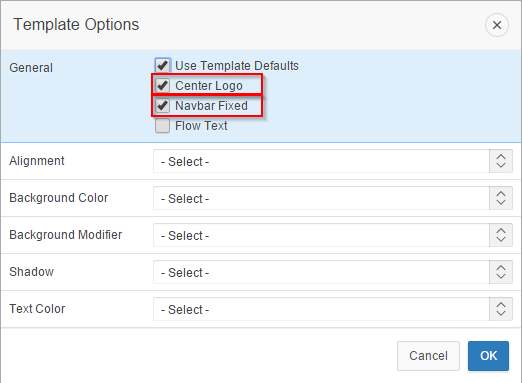 Template Options
General
Use Template Defaults
Center Logo
Navbar Fixed
Flow Text
Alignment - Select -
Background Color - Select -
Background Modifier - Select -
Shadow - Select -
Text Color - Select -
Cancel OK